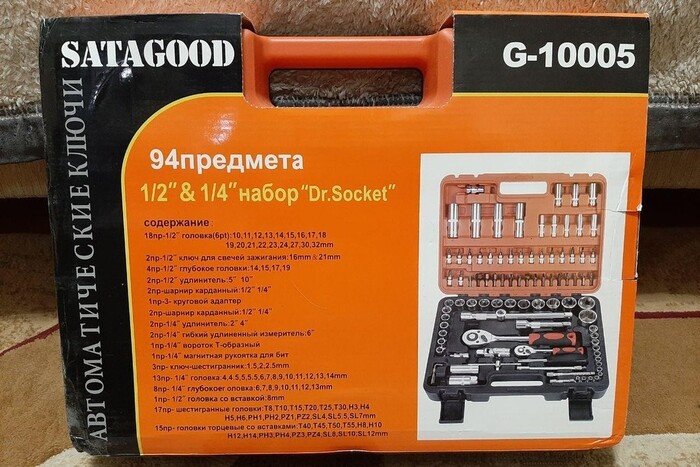 SATAGOOD
G-10005
АВТОМАТИЧЕСКИЕ КЛЮЧИ
94предмета
1/2" & 1/4" набор "Dr.Socket"
содержание:
18пр-1/2" головка(6pt):10,11,12,13,14,15,16,17,18
19,20,21,22,23,24,27,30,32mm
2пр-1/2" ключ для свечей зажигания:16mm & 21mm
4пр-1/2" глубокое головки:14,15,17,19
2пр-1/2" удлинитель:5" 10"
2пр-шарнир карданный:1/2" 1/4"
1пр-3- круговой адаптер
2пр-шарнир карданный:1/2" 1/4"
2пр-1/4" удлинитель:2" 4"
2пр-1/4" гибкий удлиненный измеритель:6"
1пр-1/4" вороток Т-образный
1пр-1/4" магнитная рукоятка для бит
3пр- ключ-шестигранник:1.5,2,2.5mm
13пр- 1/4" головка:4,4.5,5,5.5,6,7,8,9,10,11,12,13,14mm
8пр- 1/4" глубокоег оловка:6,7,8,9,10,11,12,13mm
1пр- 1/2" головка со вставкой:8mm
17пр- шестигранные головки:T8,T10,T15,T20,T25,T30,H3,H4
H5,H6,PH1,PH2,PZ1,PZ2,SL4,SL5.5,SL7mm
15пр- головки торцевые со вставками:T40,T45,T50,T55,H8,H10
H12,H14,PH3,PH4,PZ3,PZ4,SL8,SL10,SL12mm